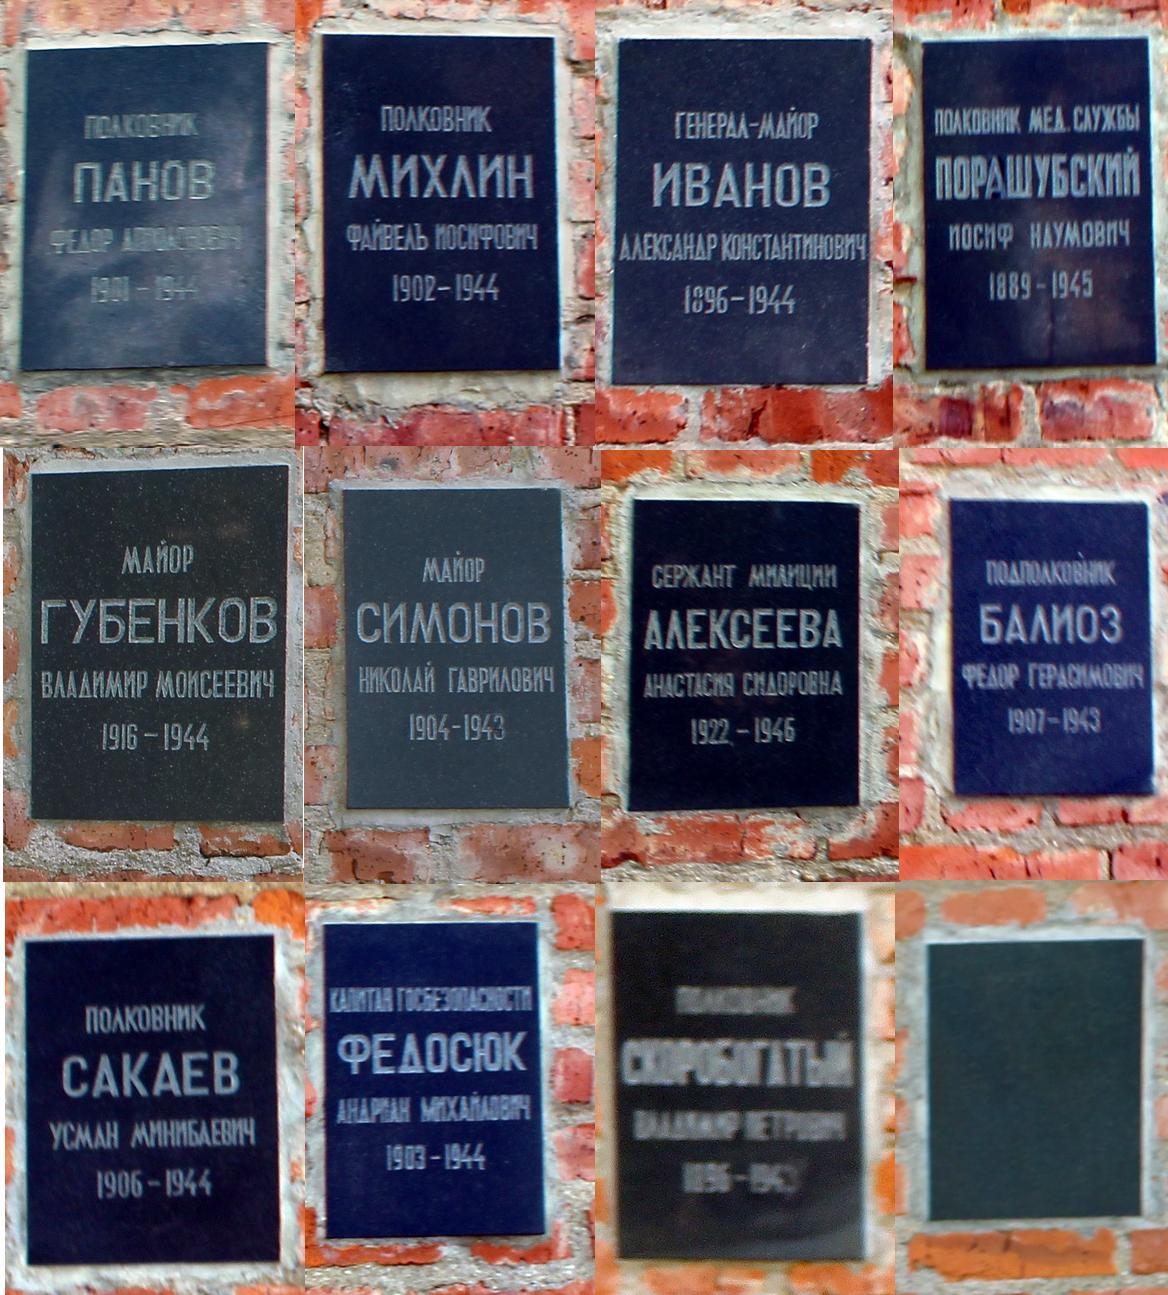 ПОЛКОВНИК
ПАНОВ
ФЕДОР
1901 – 1944
ПОЛКОВНИК
МИХЛИН
ФАЙВЕЛЬ ИОСИФОВИЧ
1902 – 1944
ГЕНЕРАЛ-МАЙОР
ИВАНОВ
АЛЕКСАНДР КОНСТАНТИНОВИЧ
1896 – 1944
ПОЛКОВНИК МЕД. СЛУЖБЫ
ПОРАШУБСКИЙ
ИОСИФ НАУМОВИЧ
1889 - 1945
МАЙОР
ГУБЕНКОВ
ВЛАДИМИР МОИСЕЕВИЧ
1916 – 1944
МАЙОР
СИМОНОВ
НИКОЛАЙ ГАВРИЛОВИЧ
1904-1943
СЕРЖАНТ МИЛИЦИИ
АЛЕКСЕЕВА
АНАСТАСИЯ СИДОРОВНА
1922 – 1946
ПОДПОЛКОВНИК
БАЛИОЗ
ФЕДОР ГЕРАСИМОВИЧ
1907-1943
ПОЛКОВНИК
САКАЕВ
УСМАН МИНИБАЕВИЧ
1906 – 1944
КАПИТАН ГОСБЕЗОПАСНОСТИ
ФЕДОСЮК
АНДРИАН МИХАЙЛОВИЧ
1903 – 1944
ПОЛКОВНИК
СКОРОБОГАТЫЙ
ВЛАДИМИР ПЕТРОВИЧ
1896 –